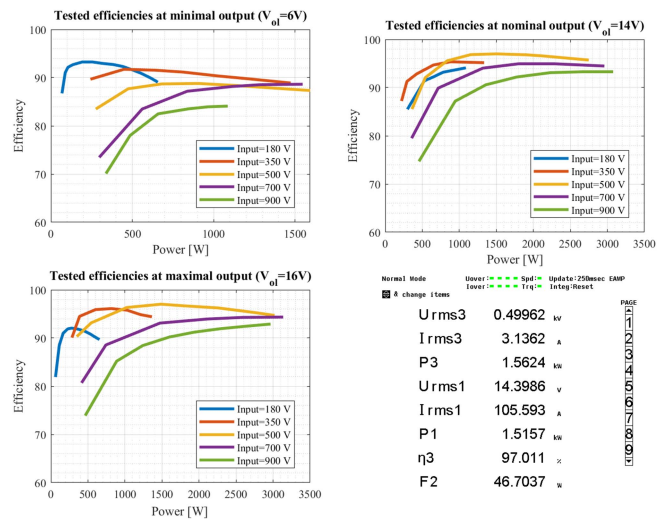 Tested efficiencies at minimal output (Vol=6V)
100
90
80
70
60
Efficiency
0 500 1000 1500
Power [W]
Input=180 V
Input=350 V
Input=500 V
Input=700 V
Input=900 V
Tested efficiencies at nominal output (Vol=14V)
100
90
80
70
60
Efficiency
0 500 1000 1500 2000 2500 3000 3500
Power [W]
Input=180 V
Input=350 V
Input=500 V
Input=700 V
Input=900 V
Tested efficiencies at maximal output (Vol=16V)
100
90
80
70
60
Efficiency
0 500 1000 1500 2000 2500 3000 3500
Power [W]
Input=180 V
Input=350 V
Input=500 V
Input=700 V
Input=900 V
Normal Mode Uover: Spd: Update:250msec EAMP
Iover: Trq: Integ:Reset
& change items
PAGE
Urms3 0.49962 kV
Irms3 3.1362 A
P3 1.5624 kW
Urms1 14.3986 V
Irms1 105.593 A
P1 1.5157 kW
η3 97.011 %
F2 46.7037 W
1
2
3
4
5
6
7
8
9